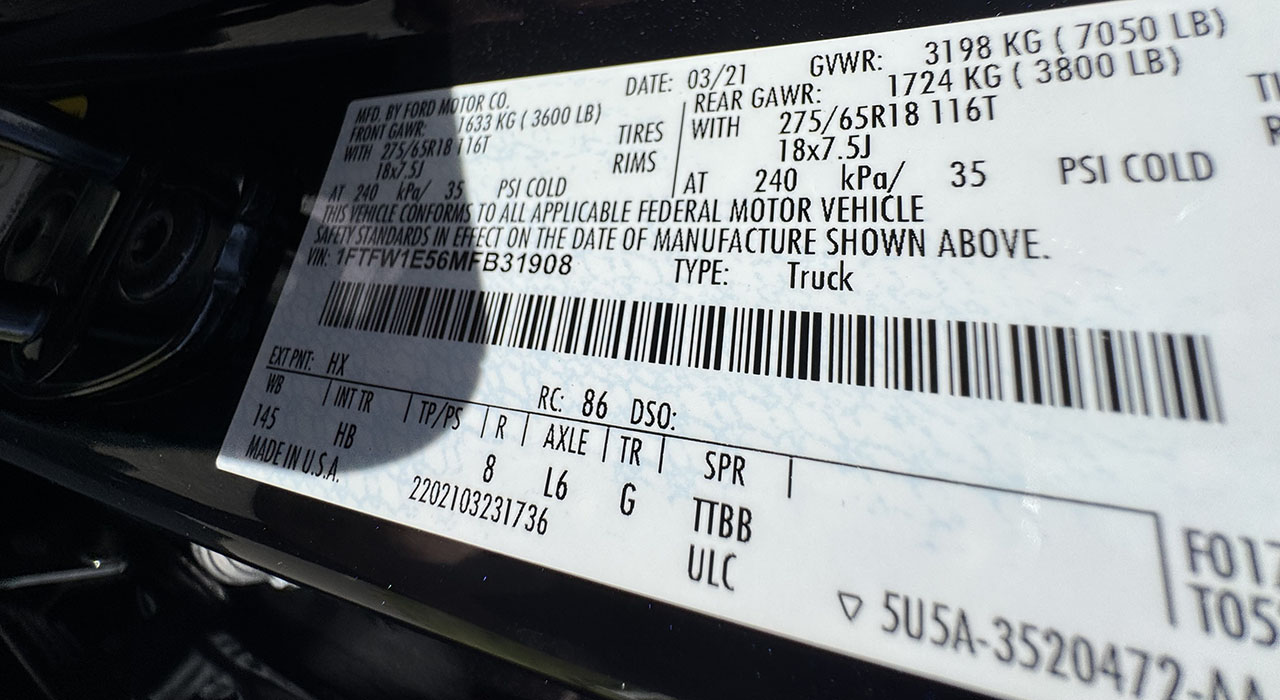 MFD. BY FORD MOTOR CO. DATE: 03/21 GVWR: 3198 KG ( 7050 LB)
FRONT GAWR: 1633 KG ( 3600 LB) REAR GAWR: 1724 KG ( 3800 LB)
WITH 275/65R18 116T TIRES WITH 275/65R18 116T
18x7.5J RIMS 18x7.5J
AT 240 kPa/ 35 PSI COLD AT 240 kPa/ 35 PSI COLD
THIS VEHICLE CONFORMS TO ALL APPLICABLE FEDERAL MOTOR VEHICLE
SAFETY STANDARDS IN EFFECT ON THE DATE OF MANUFACTURE SHOWN ABOVE.
VIN: 1FTFW1E56MFB31908 TYPE: Truck
EXT PNT: HX RC: 86 DSO:
WB INT TR TP/PS R AXLE TR SPR
145 HB 8 L6 G TTBB
MADE IN U.S.A. 2202103231736 ULC
F017
T05
▽ 5U5A-3520472-AA